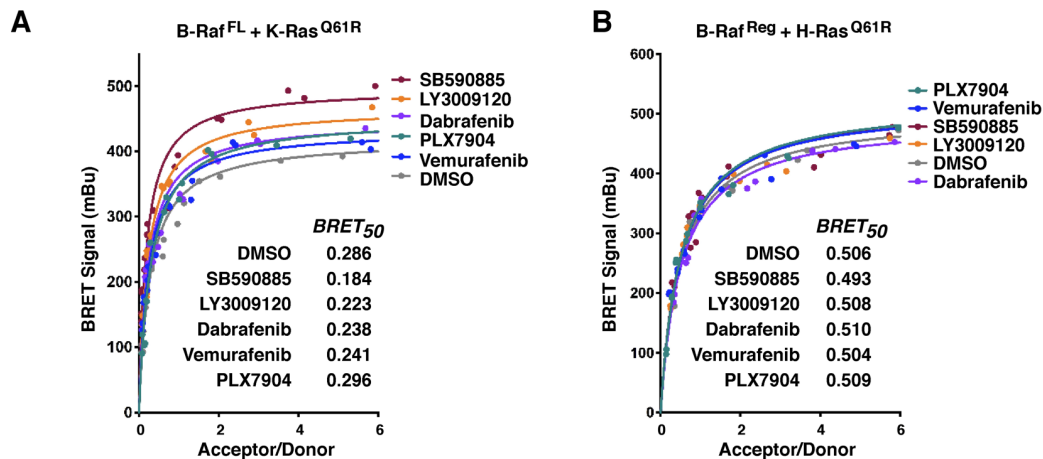 A
B-Raf FL + K-Ras Q61R
BRET Signal (mBu)
500
400
300
200
100
0
0 2 4 6
Acceptor/Donor
SB590885
LY3009120
Dabrafenib
PLX7904
Vemurafenib
DMSO
BRET50
DMSO 0.286
SB590885 0.184
LY3009120 0.223
Dabrafenib 0.238
Vemurafenib 0.241
PLX7904 0.296
B
B-Raf Reg + H-Ras Q61R
BRET Signal (mBu)
600
500
400
300
200
100
0
0 2 4 6
Acceptor/Donor
PLX7904
Vemurafenib
SB590885
LY3009120
DMSO
Dabrafenib
BRET50
DMSO 0.506
SB590885 0.493
LY3009120 0.508
Dabrafenib 0.510
Vemurafenib 0.504
PLX7904 0.509